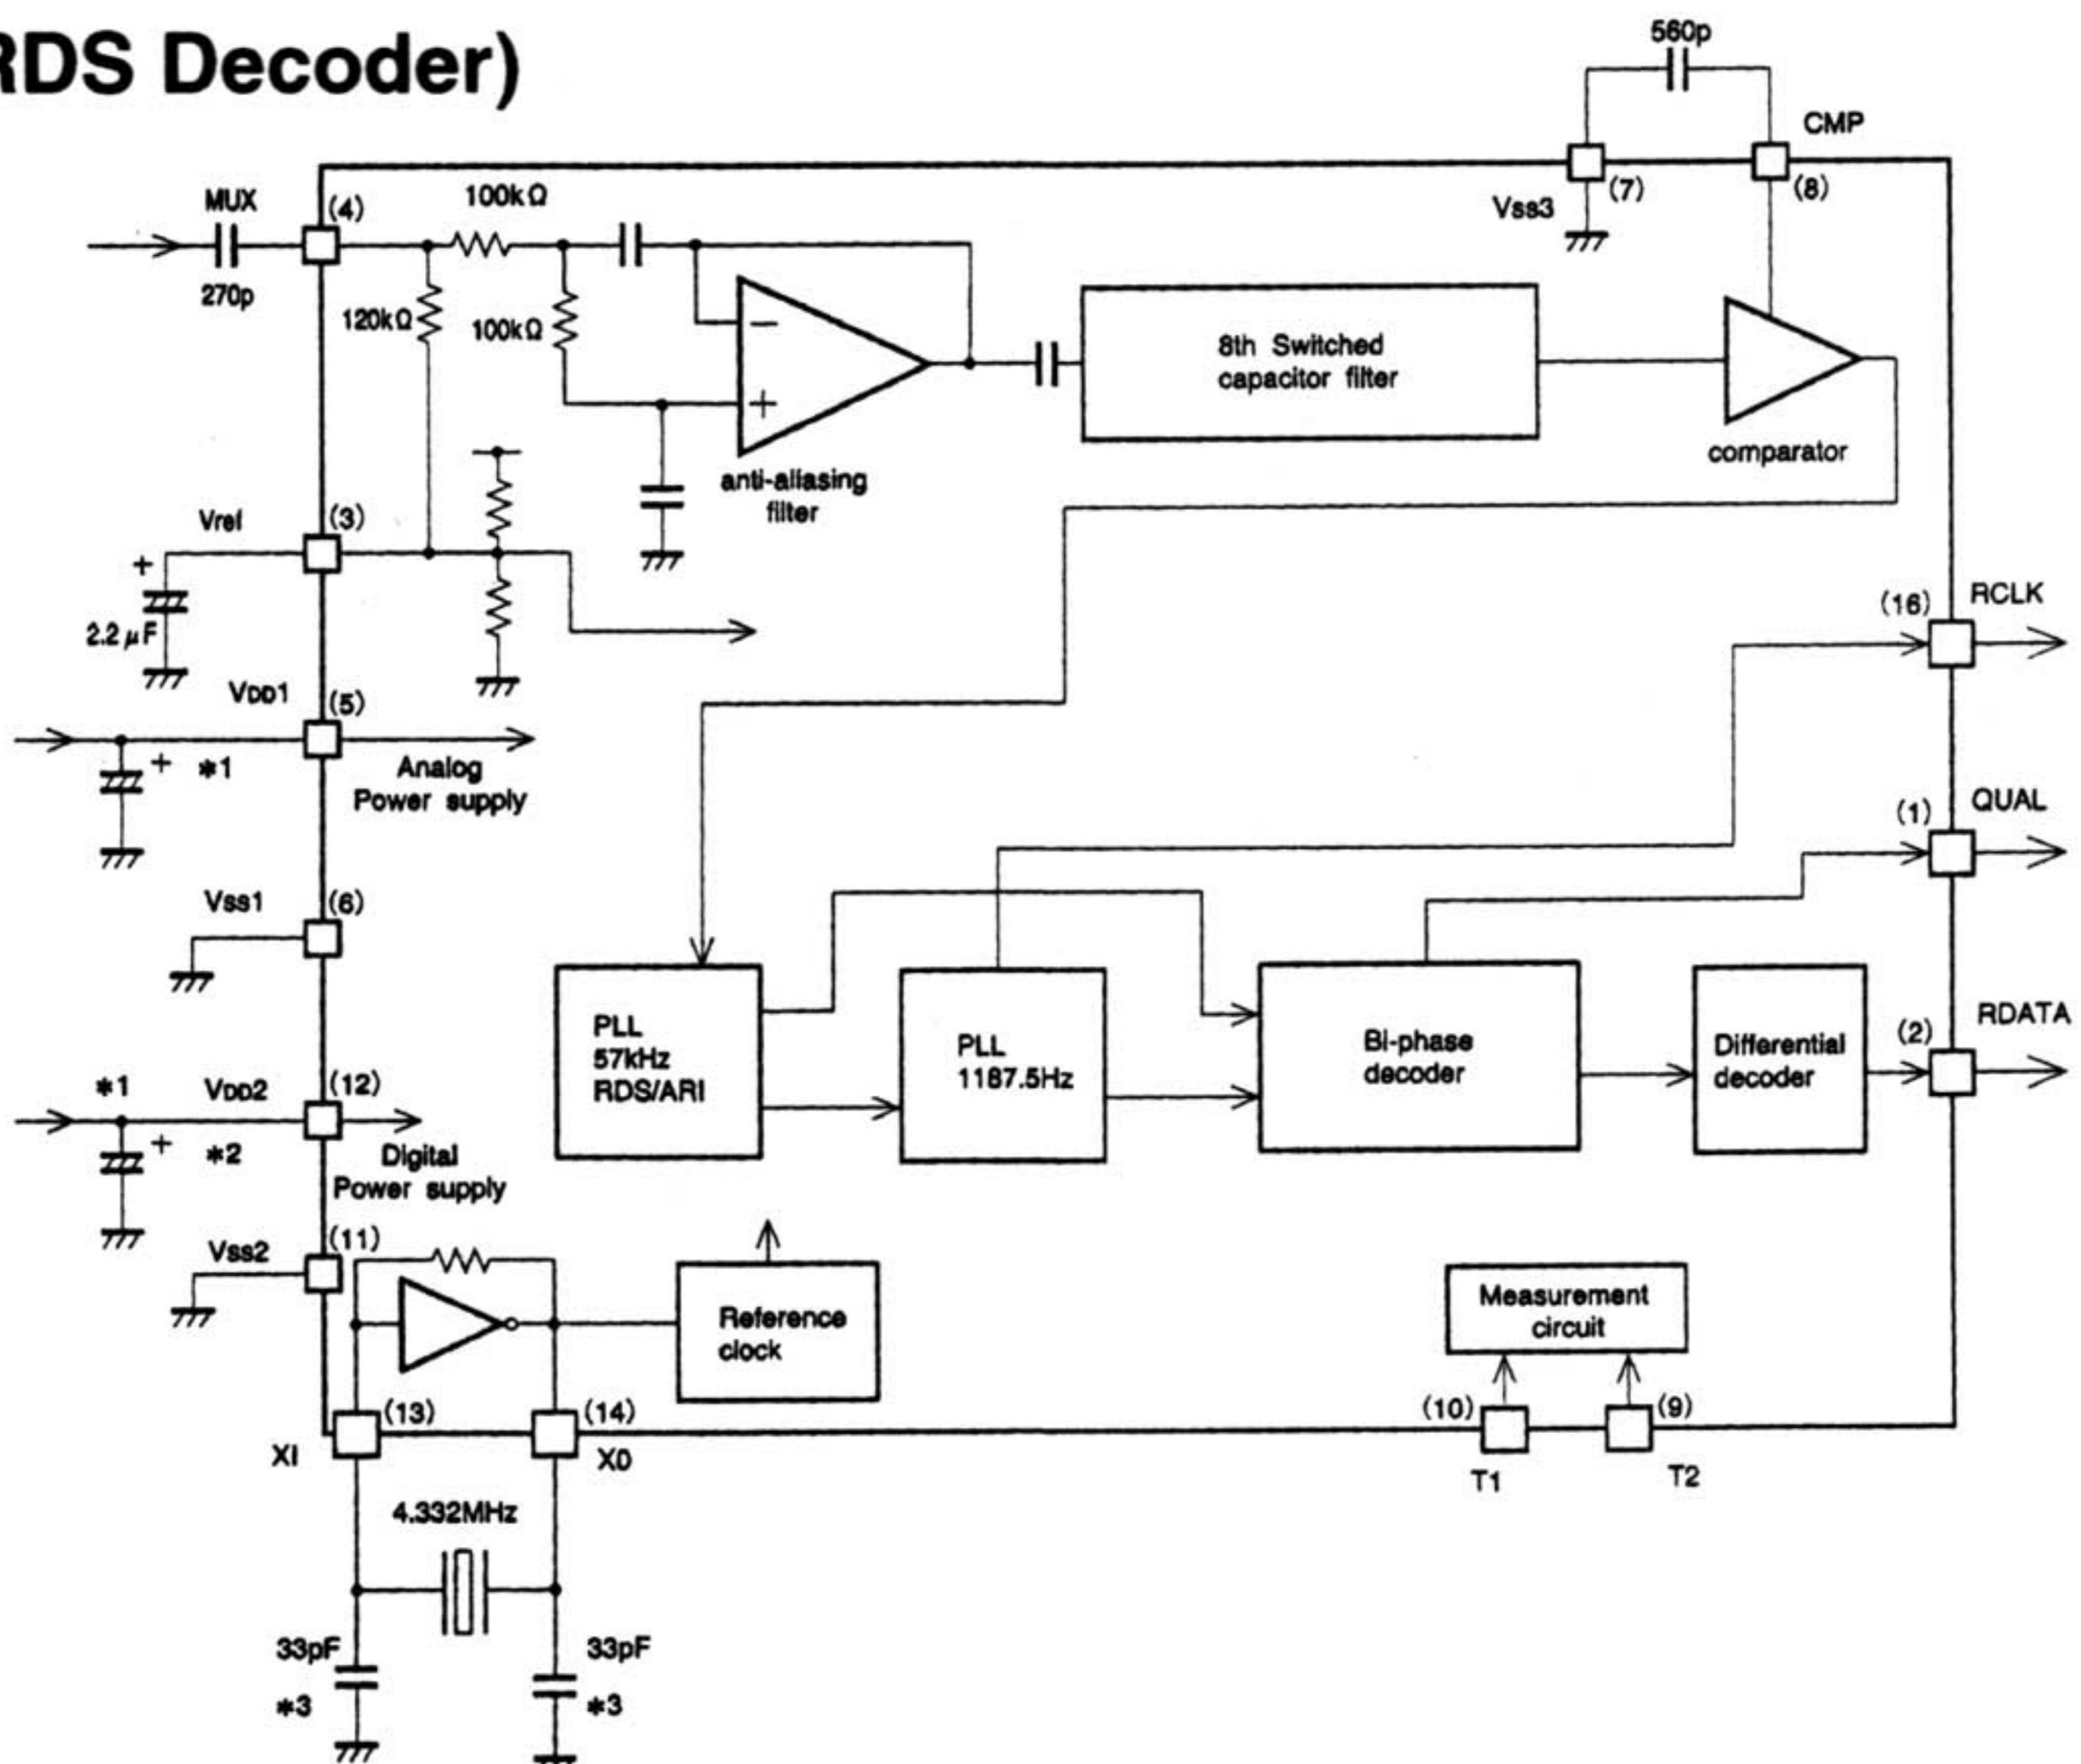 RDS Decoder)
560p
CMP
(7)
(8)
Vss3
MUX
(4)
100kΩ
270p
120kΩ
100kΩ
−
+
anti-aliasing
filter
8th Switched
capacitor filter
comparator
Vref
(3)
+
2.2μF
VDD1
(5)
+
*1
Analog
Power supply
(16)
RCLK
(1)
QUAL
Vss1
(6)
PLL
57kHz
RDS/ARI
PLL
1187.5Hz
Bi-phase
decoder
Differential
decoder
(2)
RDATA
*1
VDD2
(12)
+
*2
Digital
Power supply
Vss2
(11)
Reference
clock
Measurement
circuit
XI
(13)
(14)
X0
(10)
T1
(9)
T2
4.332MHz
33pF
*3
33pF
*3